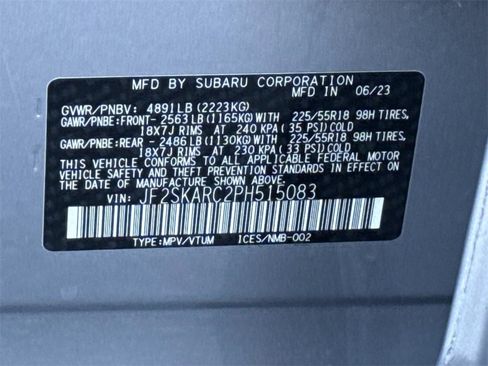 MFD BY SUBARU CORPORATION
MFD IN 06/23
GVWR/PNBV: 4891LB(2223KG)
GAWR/PNBE:FRONT-2563LB(1165KG)WITH 225/55R18 98H TIRES,
18X7J RIMS AT 240 KPA(35 PSI)COLD
GAWR/PNBE:REAR -2486LB(1130KG)WITH 225/55R18 98H TIRES,
18X7J RIMS AT 230 KPA(33 PSI)COLD
THIS VEHICLE CONFORMS TO ALL APPLICABLE FEDERAL MOTOR
VEHICLE SAFETY AND THEFT PREVENTION STANDARDS IN EFFECT
ON THE DATE OF MANUFACTURE SHOWN ABOVE.
VIN: JF2SKARC2PH515083
TYPE:MPV/VTUM ICES/NMB-002